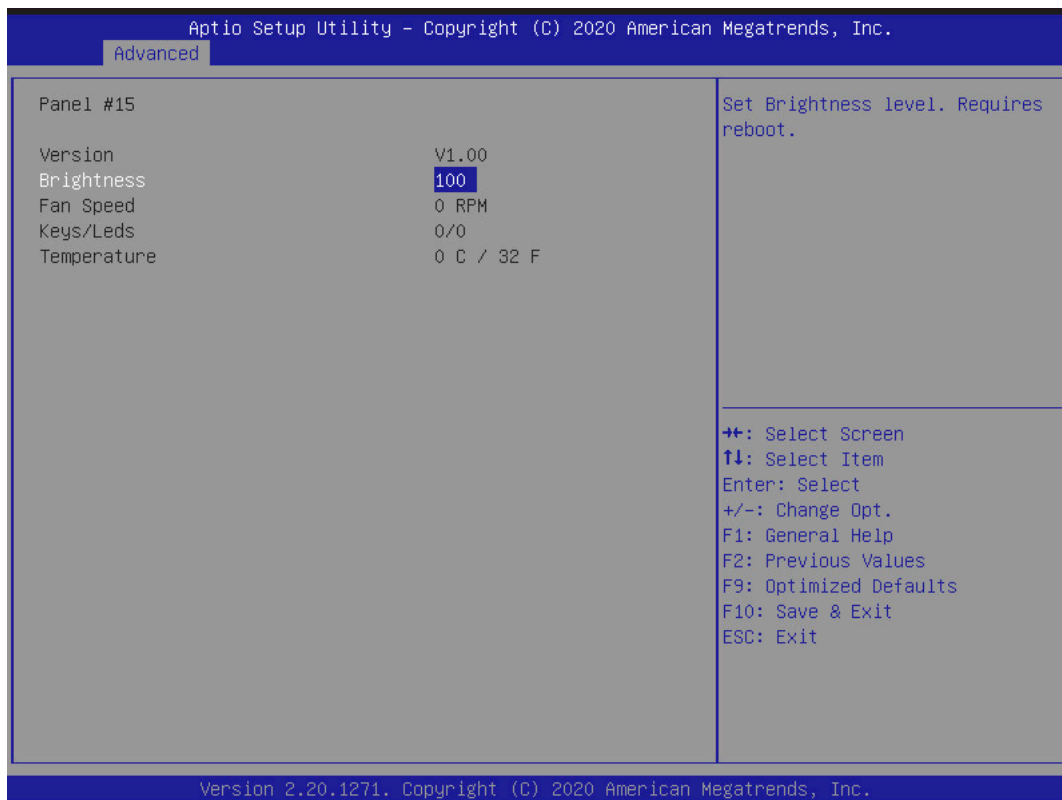 Aptio Setup Utility – Copyright (C) 2020 American Megatrends, Inc.
Advanced
Panel #15
Version V1.00
Brightness 100
Fan Speed 0 RPM
Keys/Leds 0/0
Temperature 0 C / 32 F
Set Brightness level. Requires
reboot.
→←: Select Screen
↑↓: Select Item
Enter: Select
+/-: Change Opt.
F1: General Help
F2: Previous Values
F9: Optimized Defaults
F10: Save & Exit
ESC: Exit
Version 2.20.1271. Copyright (C) 2020 American Megatrends, Inc.